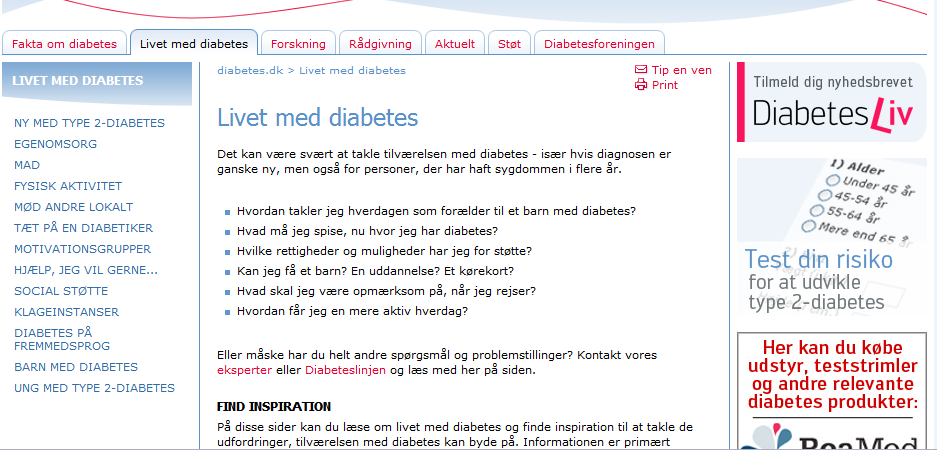 Fakta om diabetes
Livet med diabetes
Forskning
Rådgivning
Aktuelt
Støt
Diabetesforeningen
LIVET MED DIABETES
NY MED TYPE 2-DIABETES
EGENOMSORG
MAD
FYSISK AKTIVITET
MØD ANDRE LOKALT
TÆT PÅ EN DIABETIKER
MOTIVATIONSGRUPPER
HJÆLP, JEG VIL GERNE...
SOCIAL STØTTE
KLAGEINSTANSER
DIABETES PÅ
FREMMEDSPROG
BARN MED DIABETES
UNG MED TYPE 2-DIABETES
diabetes.dk > Livet med diabetes
Tip en ven
Print
Livet med diabetes
Det kan være svært at takle tilværelsen med diabetes - især hvis diagnosen er
ganske ny, men også for personer, der har haft sygdommen i flere år.
Hvordan takler jeg hverdagen som forælder til et barn med diabetes?
Hvad må jeg spise, nu hvor jeg har diabetes?
Hvilke rettigheder og muligheder har jeg for støtte?
Kan jeg få et barn? En uddannelse? Et kørekort?
Hvad skal jeg være opmærksom på, når jeg rejser?
Hvordan får jeg en mere aktiv hverdag?
Eller måske har du helt andre spørgsmål og problemstillinger? Kontakt vores
eksperter eller Diabeteslinjen og læs med her på siden.
FIND INSPIRATION
På disse sider kan du læse om livet med diabetes og finde inspiration til at takle de
udfordringer, tilværelsen med diabetes kan byde på. Informationen er primært
Tilmeld dig nyhedsbrevet
DiabetesLiv
1) Alder
Under 45 år
45-54 år
55-64 år
Mere end 65 år
Test din risiko
for at udvikle
type 2-diabetes
Her kan du købe
udstyr, teststrimler
og andre relevante
diabetes produkter: